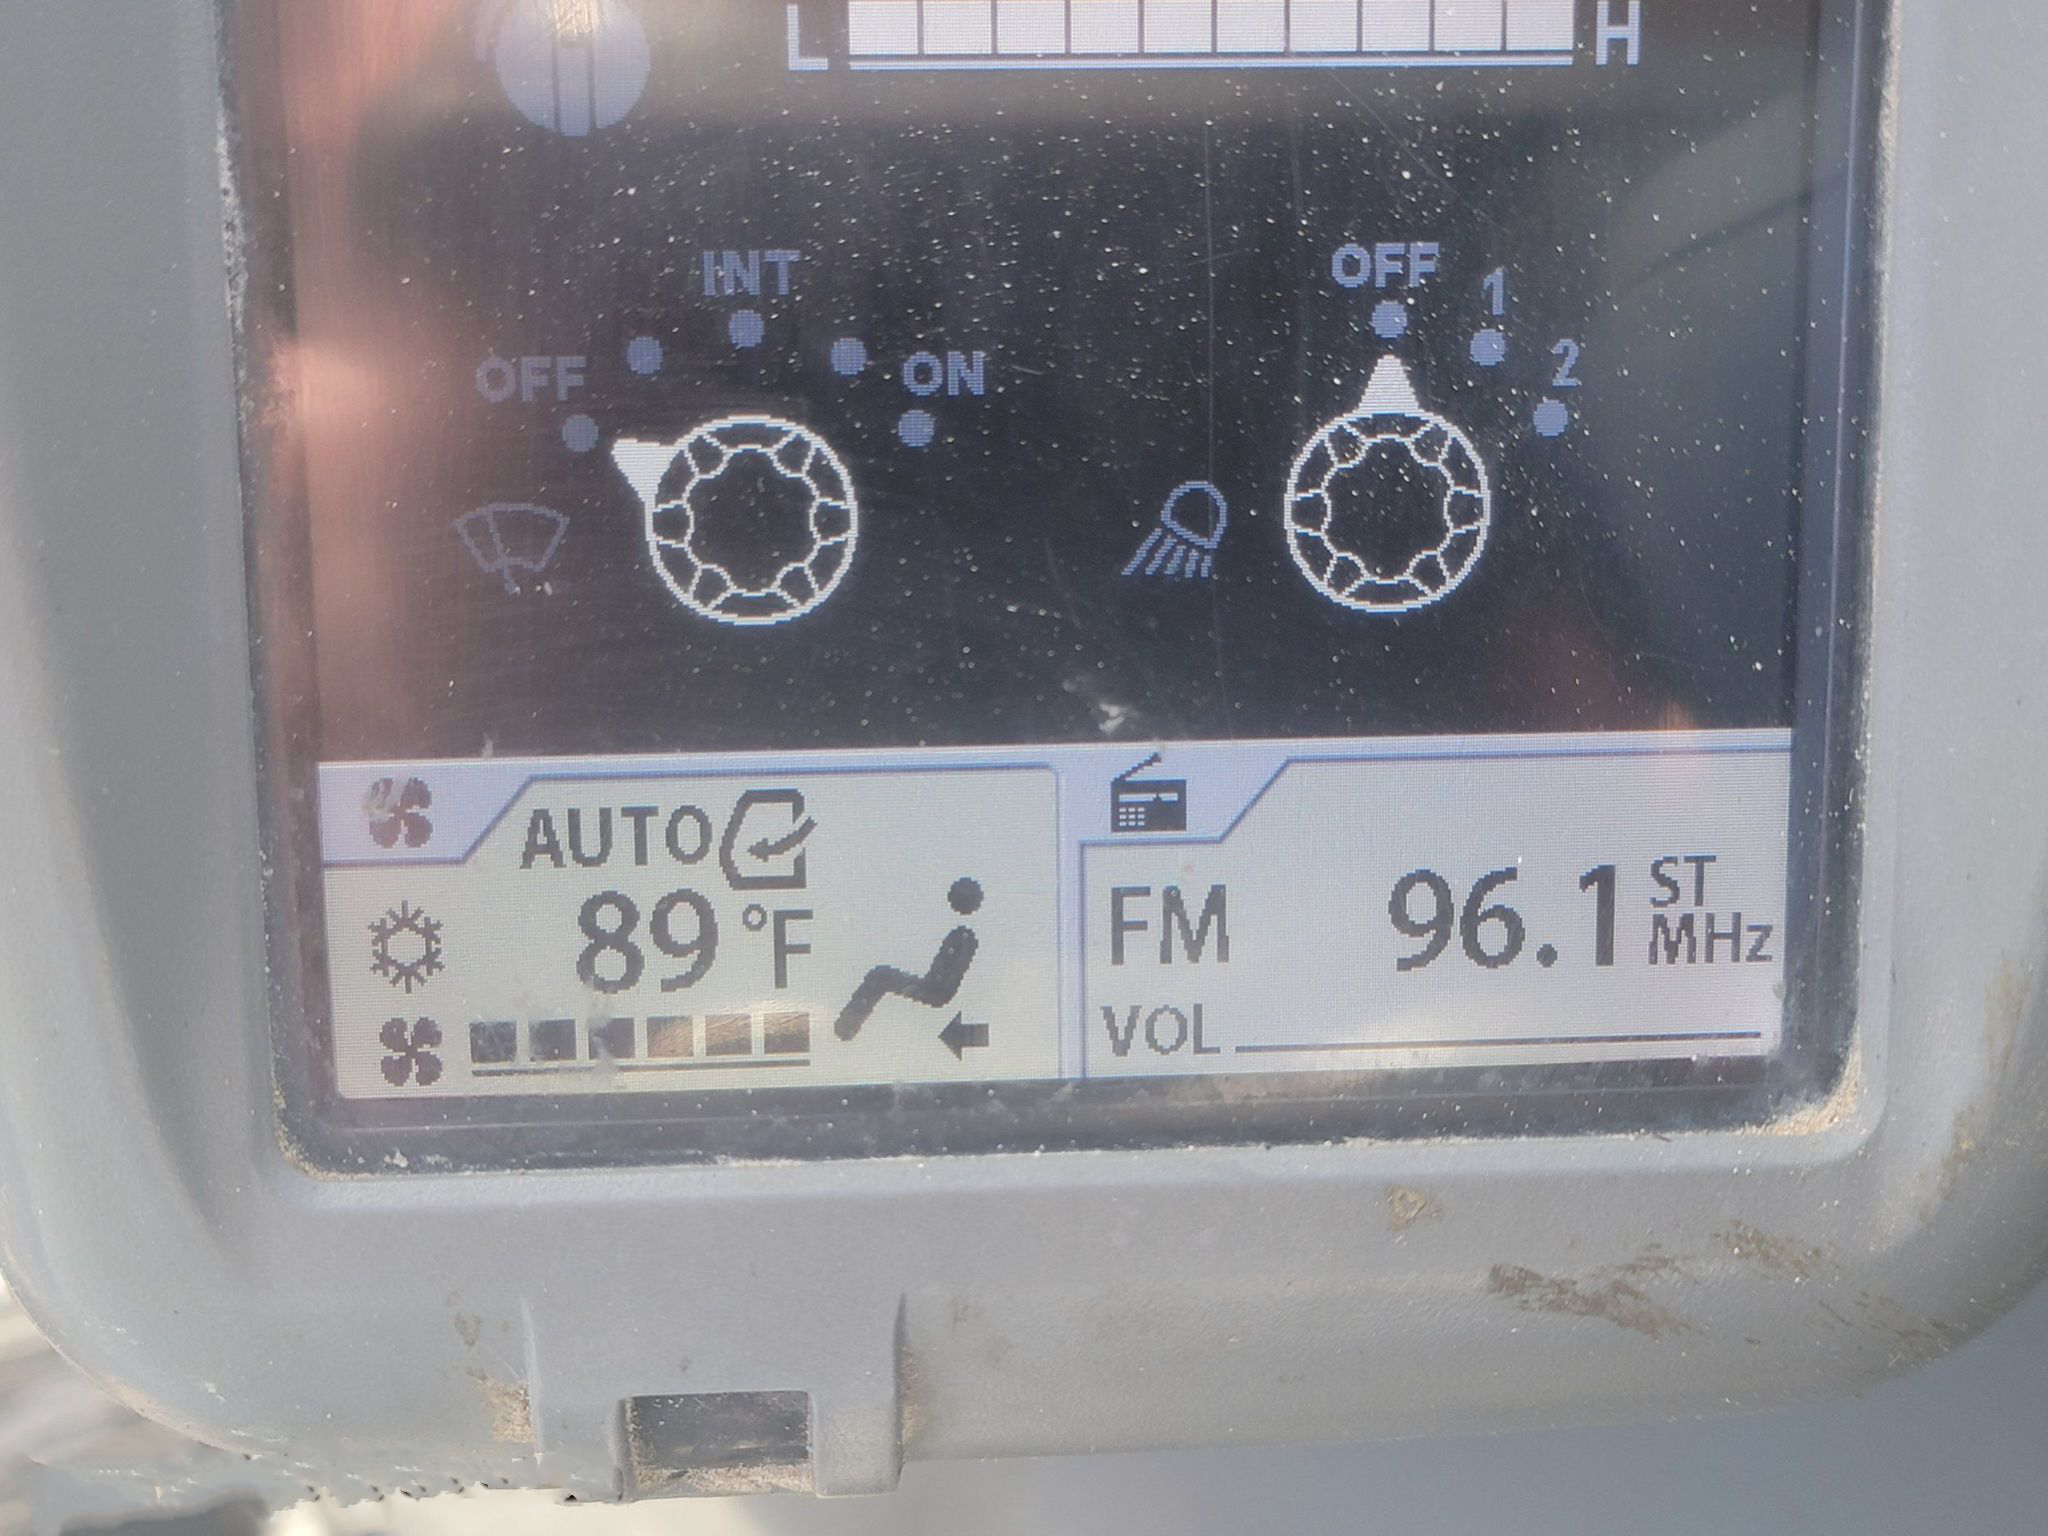 L H
INT
OFF
ON
OFF
1
2
AUTO
89 °F
FM 96.1 ST MHz
VOL